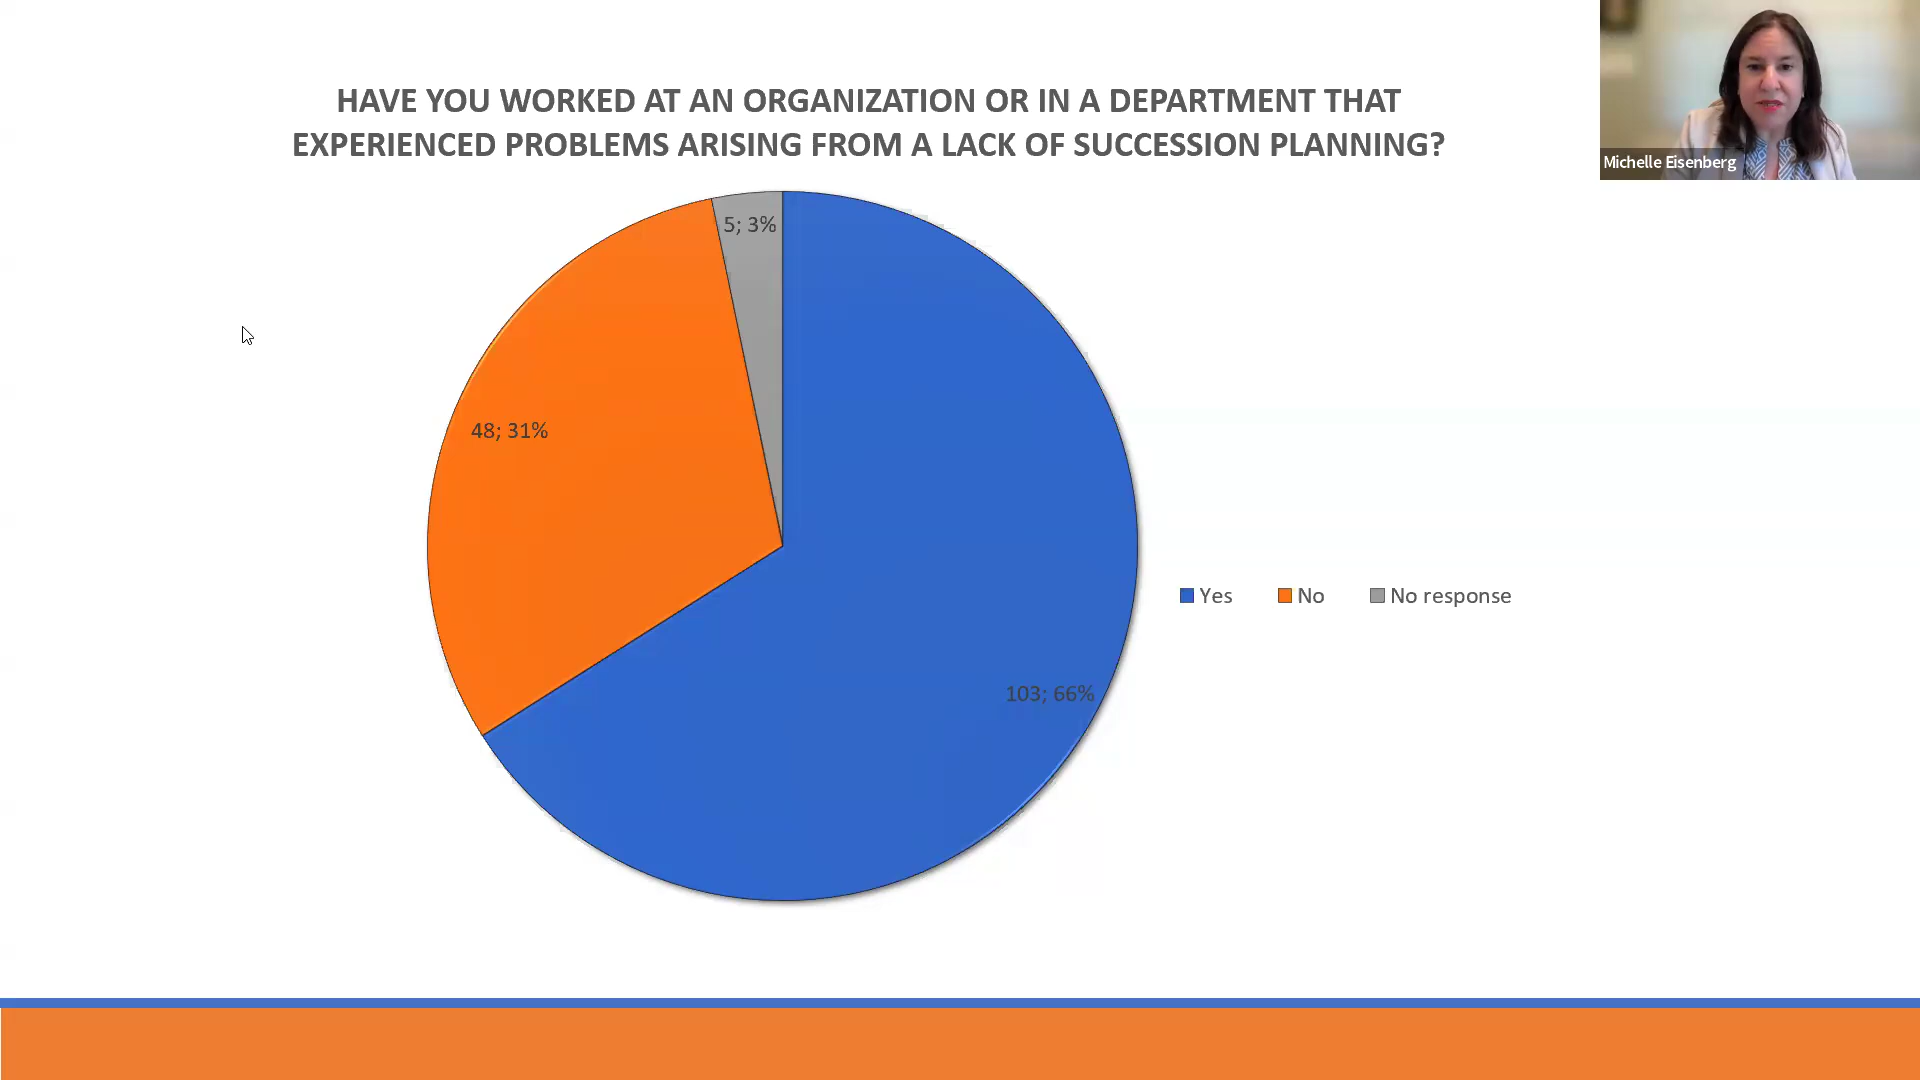 HAVE YOU WORKED AT AN ORGANIZATION OR IN A DEPARTMENT THAT
EXPERIENCED PROBLEMS ARISING FROM A LACK OF SUCCESSION PLANNING?
Michelle Eisenberg
5; 3%
48; 31%
103; 66%
Yes
No
No response